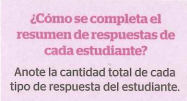 ¿Cómo se completa el
resumen de respuestas de
cada estudiante?
Anote la cantidad total de cada
tipo de respuesta del estudiante.